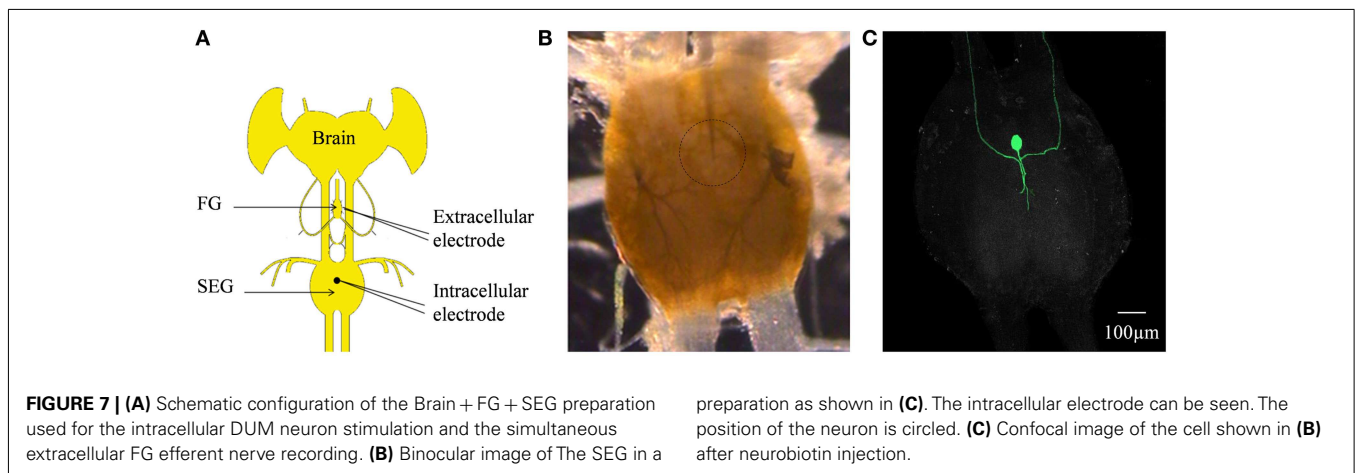 A
B
C
Brain
FG
Extracellular
electrode
SEG
Intracellular
electrode
100µm
FIGURE 7 | (A) Schematic configuration of the Brain + FG + SEG preparation
used for the intracellular DUM neuron stimulation and the simultaneous
extracellular FG efferent nerve recording. (B) Binocular image of The SEG in a
preparation as shown in (C). The intracellular electrode can be seen. The
position of the neuron is circled. (C) Confocal image of the cell shown in (B)
after neurobiotin injection.